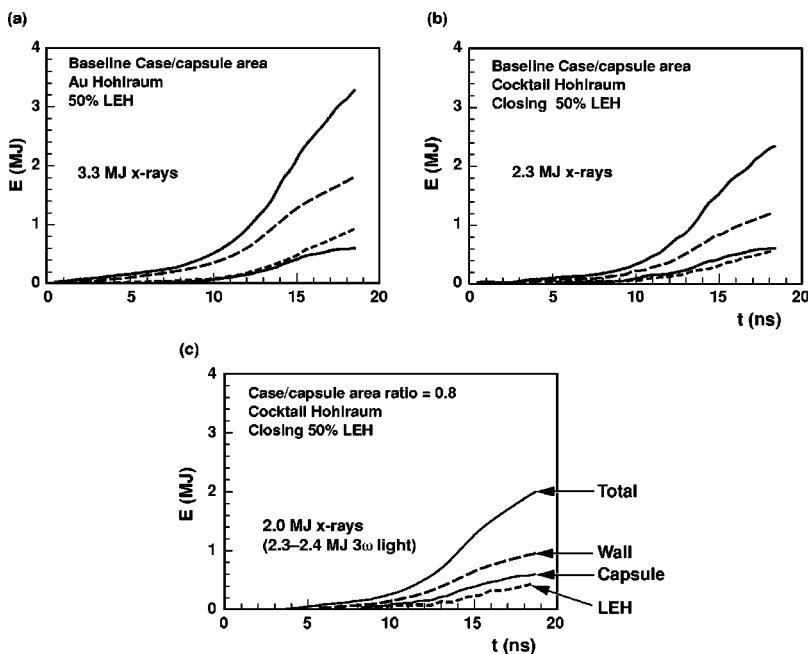 (a)
4
3
2
1
0
E (MJ)
Baseline Case/capsule area
Au Hohlraum
50% LEH
3.3 MJ x-rays
0
5
10
15
20
(b)
4
3
2
1
0
E (MJ)
Baseline Case/capsule area
Cocktail Hohlraum
Closing 50% LEH
2.3 MJ x-rays
0
5
10
15
20
t (ns)
(c)
4
3
2
1
0
E (MJ)
Case/capsule area ratio = 0.8
Cocktail Hohlraum
Closing 50% LEH
2.0 MJ x-rays
(2.3–2.4 MJ 3ω light)
Total
Wall
Capsule
LEH
0
5
10
15
20
t (ns)